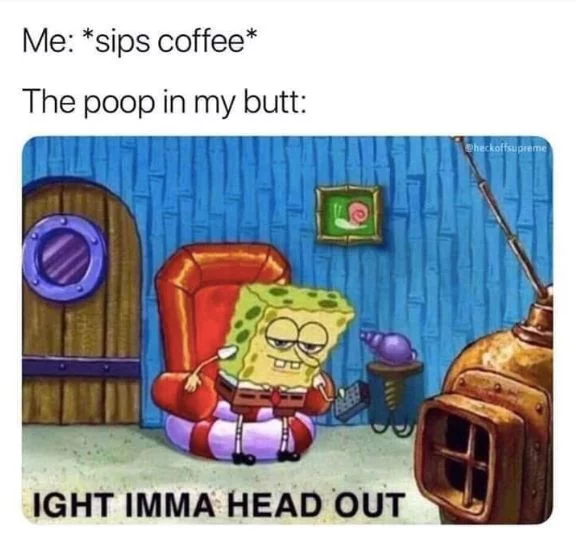 Me: *sips coffee*
The poop in my butt:
@heckoffsupreme
IGHT IMMA HEAD OUT